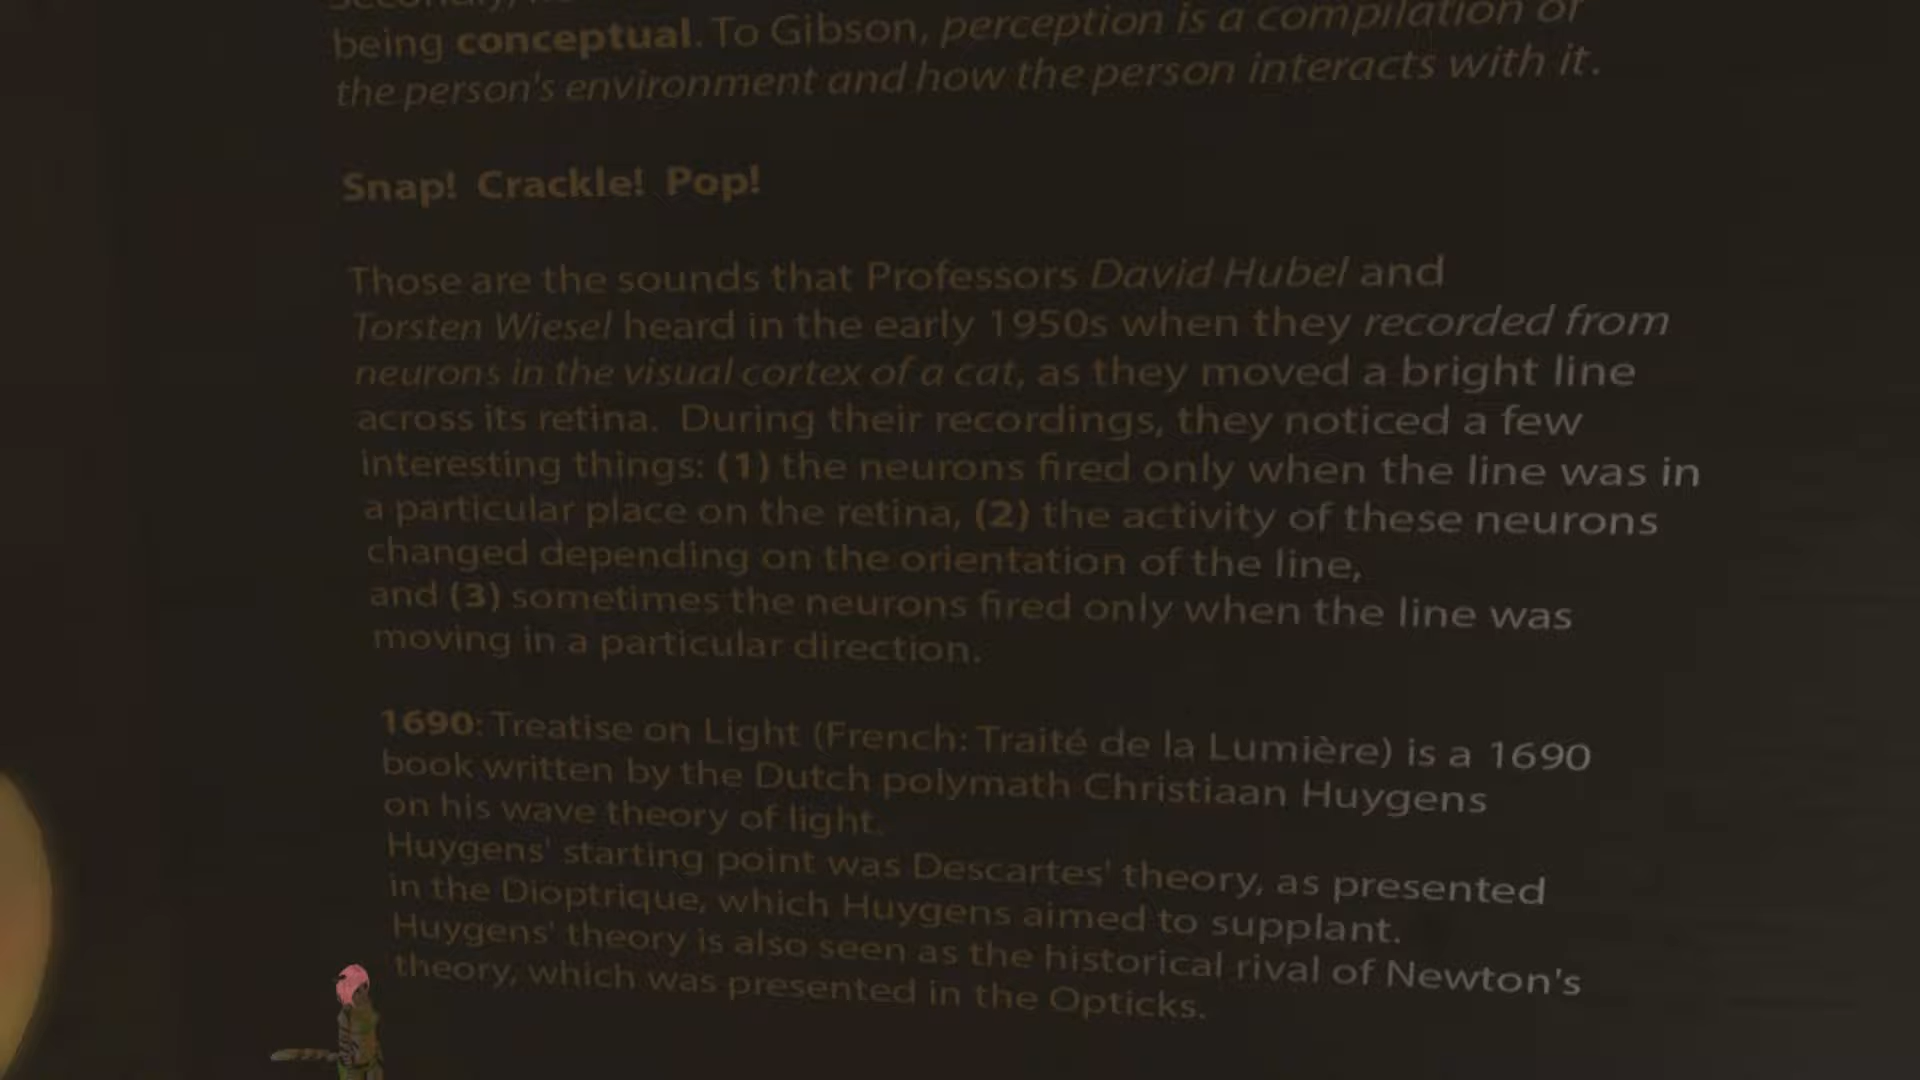 being conceptual. To Gibson, perception is a compilation of
the person's environment and how the person interacts with it.
Snap! Crackle! Pop!
Those are the sounds that Professors David Hubel and
Torsten Wiesel heard in the early 1950s when they recorded from
neurons in the visual cortex of a cat, as they moved a bright line
across its retina. During their recordings, they noticed a few
interesting things: (1) the neurons fired only when the line was in
a particular place on the retina, (2) the activity of these neurons
changed depending on the orientation of the line,
and (3) sometimes the neurons fired only when the line was
moving in a particular direction.
1690: Treatise on Light (French: Traité de la Lumière) is a 1690
book written by the Dutch polymath Christiaan Huygens
on his wave theory of light.
Huygens' starting point was Descartes' theory, as presented
in the Dioptrique, which Huygens aimed to supplant.
Huygens' theory is also seen as the historical rival of Newton's
theory, which was presented in the Opticks.